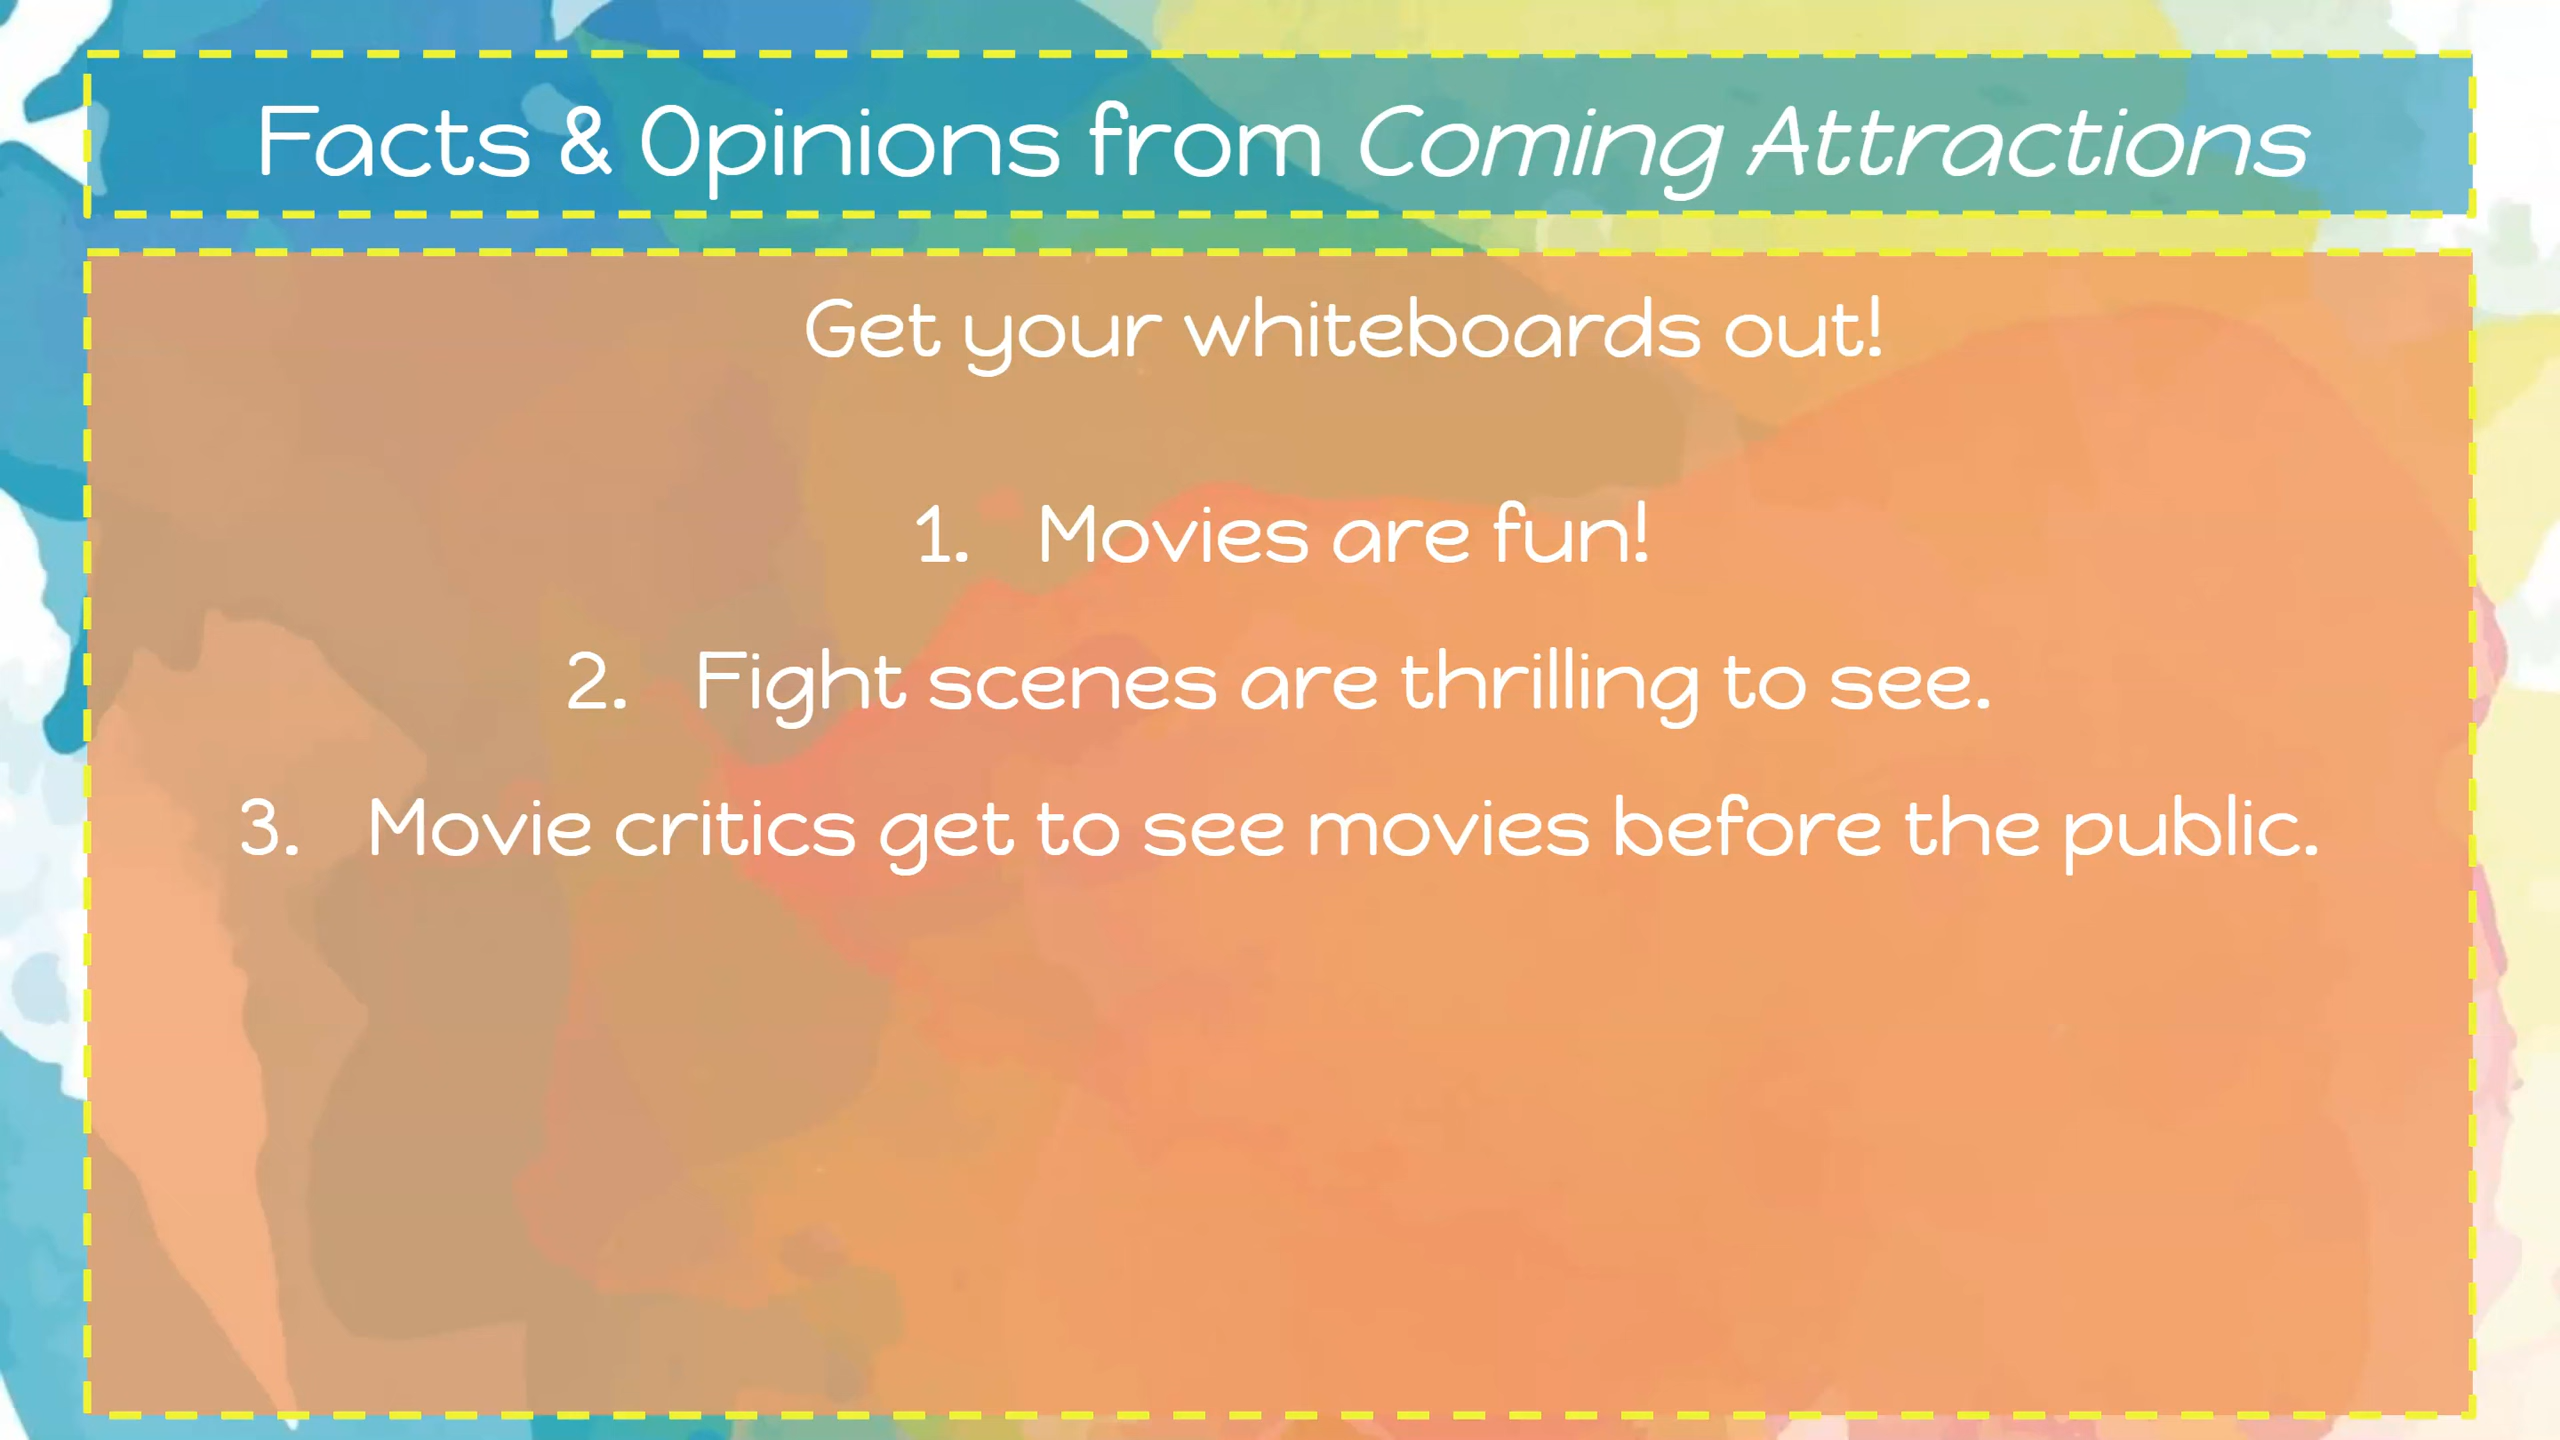 Facts & Opinions from Coming Attractions
Get your whiteboards out!
1. Movies are fun!
2. Fight scenes are thrilling to see.
3. Movie critics get to see movies before the public.